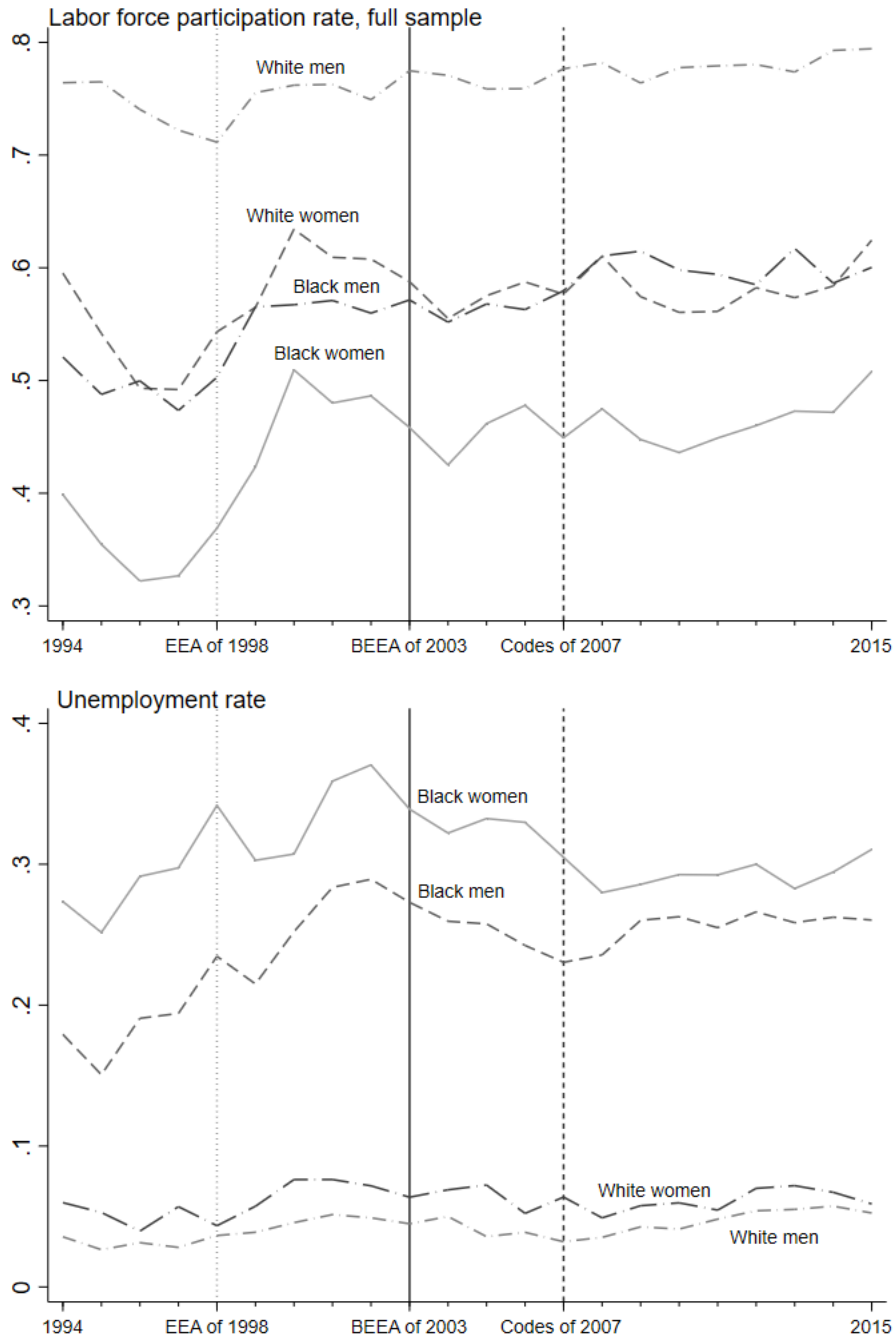 Labor force participation rate, full sample
.8
White men
.7
White women
.6
Black men
Black women
.5
.4
.3
1994 EEA of 1998 BEEA of 2003 Codes of 2007 2015
Unemployment rate
.4
Black women
.3
Black men
.2
.1
White women
White men
0
1994 EEA of 1998 BEEA of 2003 Codes of 2007 2015